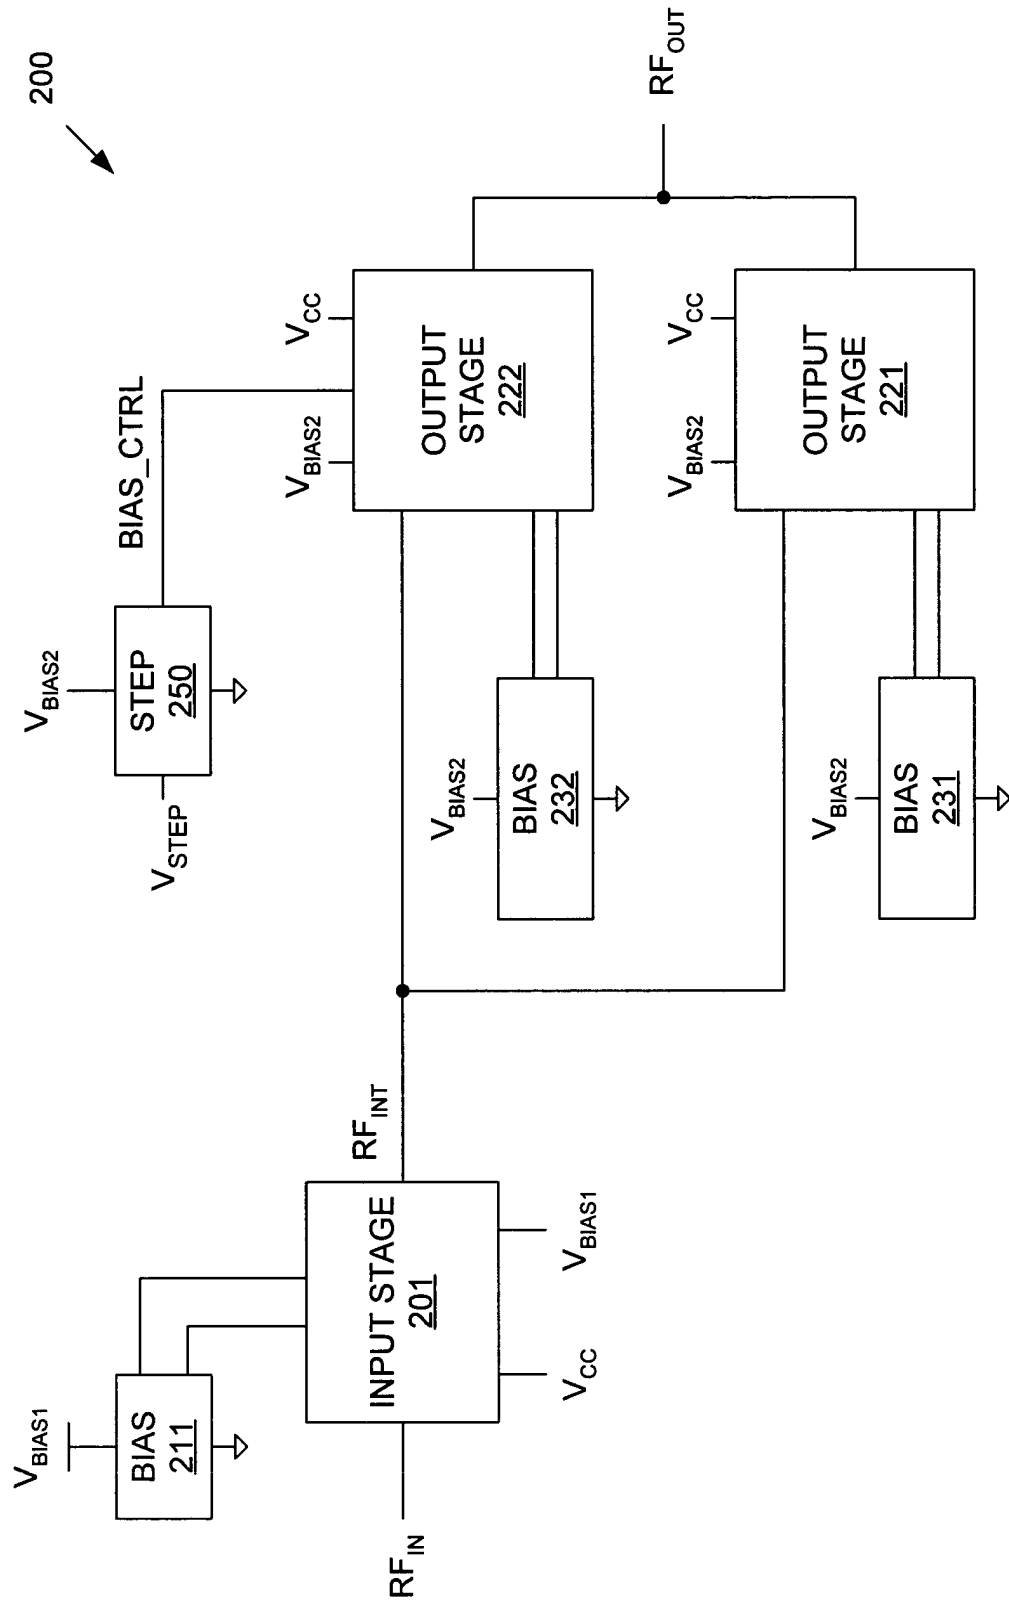 200
V_BIAS1
BIAS
211
RF_IN
INPUT STAGE
201
V_CC
V_BIAS1
RF_INT
V_STEP
V_BIAS2
STEP
250
BIAS_CTRL
V_BIAS2
V_CC
OUTPUT
STAGE
222
V_BIAS2
BIAS
232
V_BIAS2
V_CC
OUTPUT
STAGE
221
V_BIAS2
BIAS
231
RF_OUT